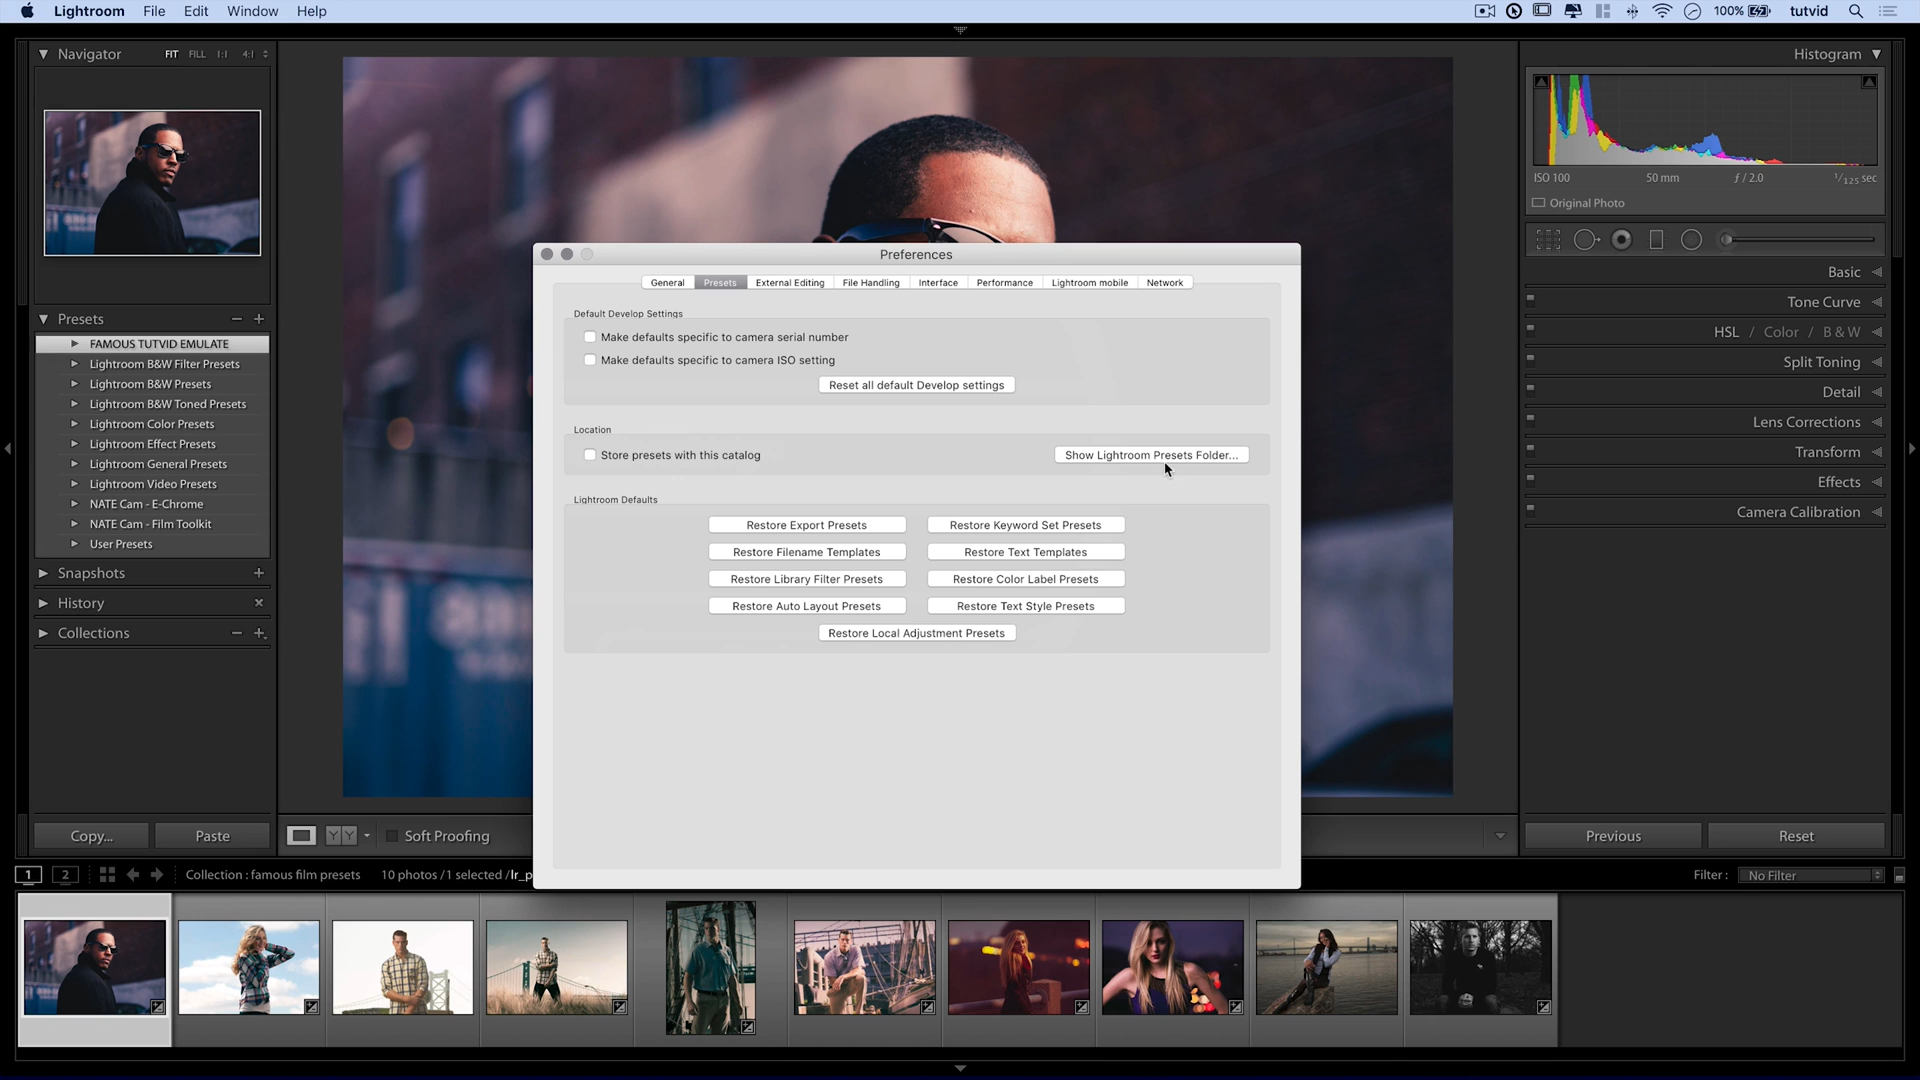 Lightroom File Edit Window Help
100% tutvid
Navigator FIT FILL 1:1 4:1
Histogram
ISO 100 50 mm ƒ / 2.0 1/125 sec
Original Photo
Presets
FAMOUS TUTVID EMULATE
Lightroom B&W Filter Presets
Lightroom B&W Presets
Lightroom B&W Toned Presets
Lightroom Color Presets
Lightroom Effect Presets
Lightroom General Presets
Lightroom Video Presets
NATE Cam - E-Chrome
NATE Cam - Film Toolkit
User Presets
Snapshots
History
Collections
Copy... Paste
Preferences
General Presets External Editing File Handling Interface Performance Lightroom mobile Network
Default Develop Settings
Make defaults specific to camera serial number
Make defaults specific to camera ISO setting
Reset all default Develop settings
Location
Store presets with this catalog
Show Lightroom Presets Folder...
Lightroom Defaults
Restore Export Presets Restore Keyword Set Presets
Restore Filename Templates Restore Text Templates
Restore Library Filter Presets Restore Color Label Presets
Restore Auto Layout Presets Restore Text Style Presets
Restore Local Adjustment Presets
Basic
Tone Curve
HSL / Color / B & W
Split Toning
Detail
Lens Corrections
Transform
Effects
Camera Calibration
Y Y Soft Proofing
Previous Reset
1 2 Collection : famous film presets 10 photos / 1 selected / lr_p
Filter : No Filter